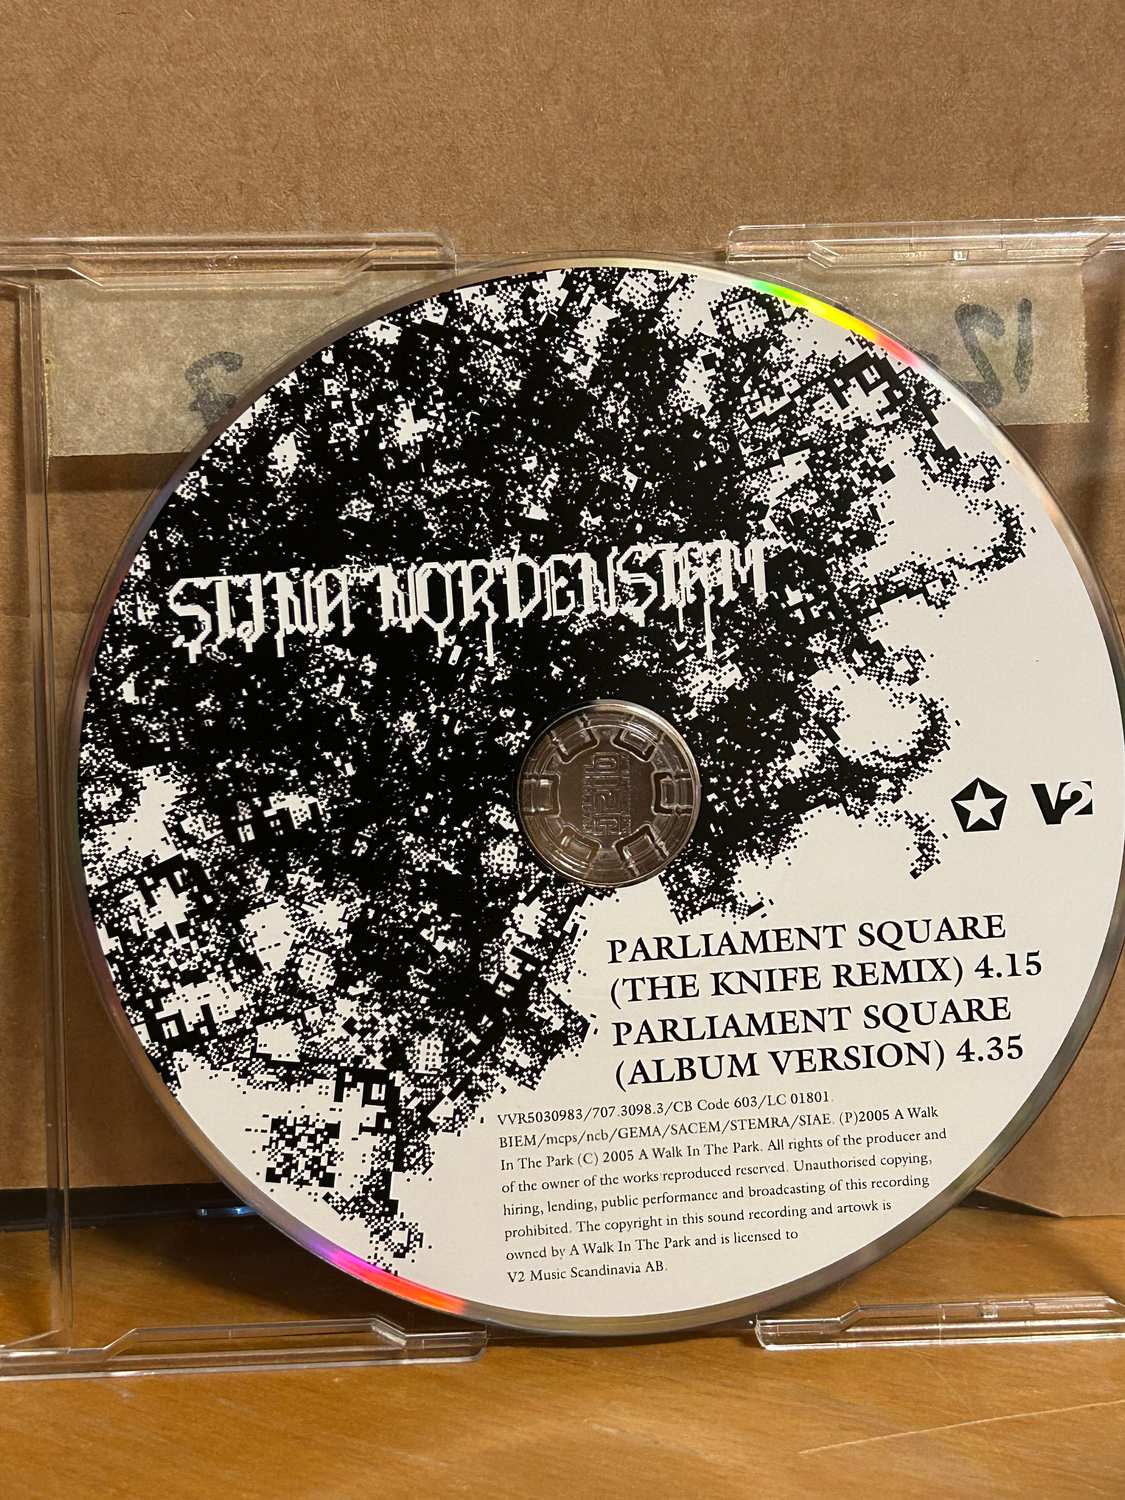 STINA NORDENSTAM
V2
PARLIAMENT SQUARE
(THE KNIFE REMIX) 4.15
PARLIAMENT SQUARE
(ALBUM VERSION) 4.35
VVR5030983/707.3098.3/CB Code 603/LC 01801.
BIEM/mcps/ncb/GEMA/SACEM/STEMRA/SIAE. (P)2005 A Walk
In The Park (C) 2005 A Walk In The Park. All rights of the producer and
of the owner of the works reproduced reserved. Unauthorised copying,
hiring, lending, public performance and broadcasting of this recording
prohibited. The copyright in this sound recording and artowk is
owned by A Walk In The Park and is licensed to
V2 Music Scandinavia AB.